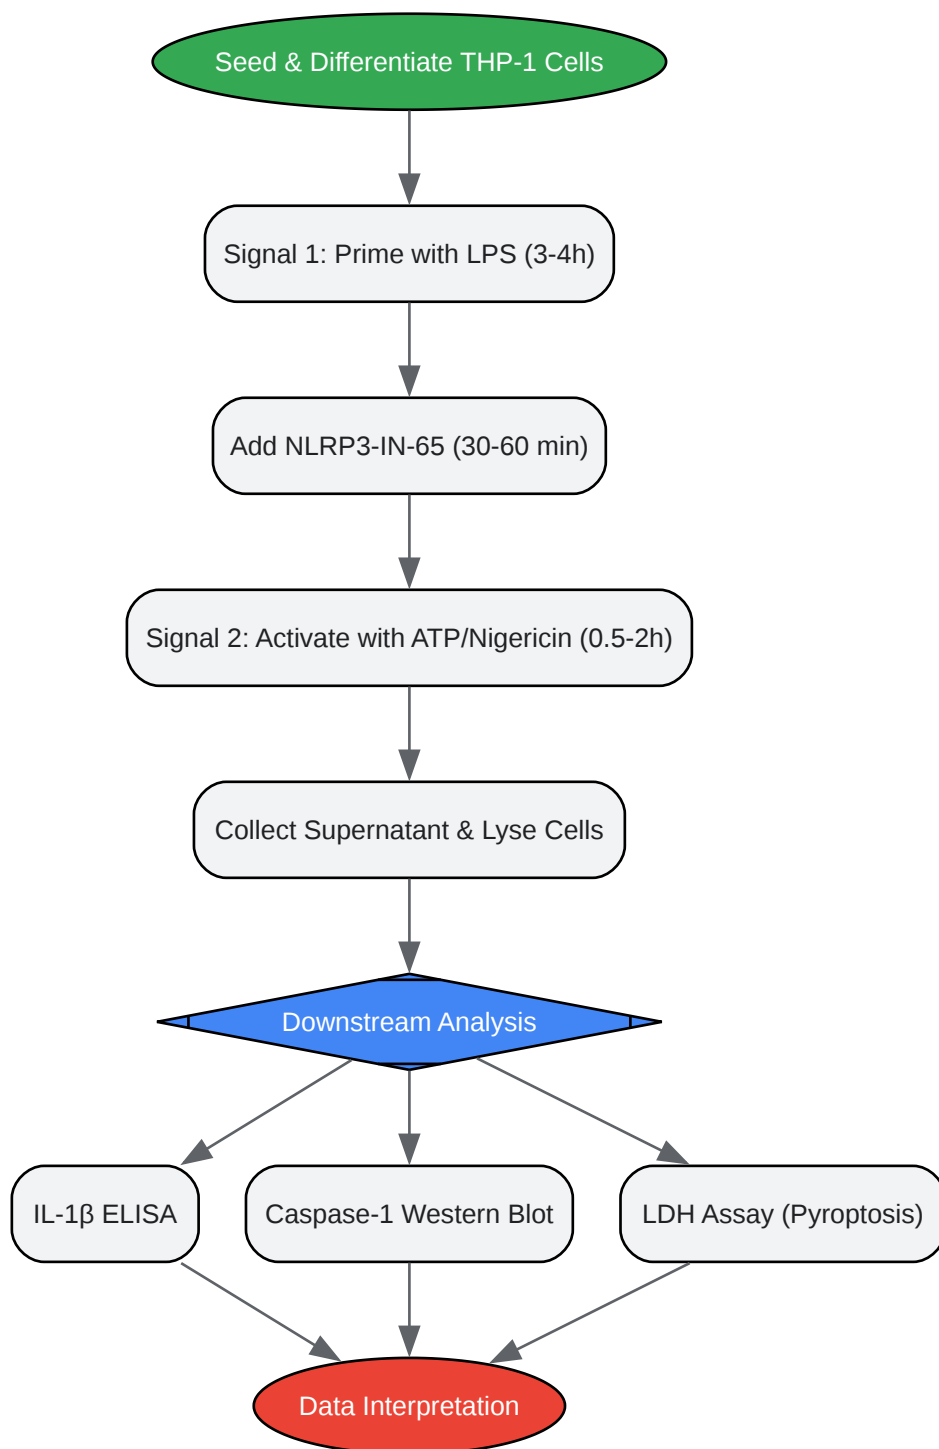 Seed & Differentiate THP-1 Cells
Signal 1: Prime with LPS (3-4h)
Add NLRP3-IN-65 (30-60 min)
Signal 2: Activate with ATP/Nigericin (0.5-2h)
Collect Supernatant & Lyse Cells
Downstream Analysis
IL-1β ELISA
Caspase-1 Western Blot
LDH Assay (Pyroptosis)
Data Interpretation